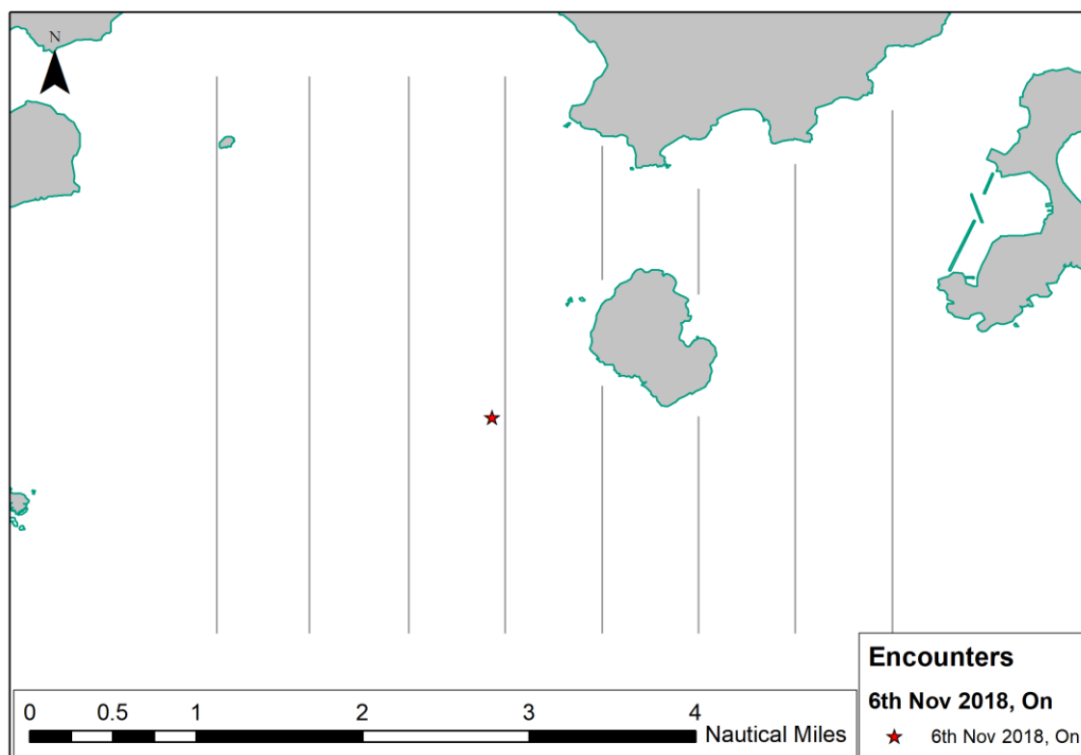 N
0 0.5 1 2 3 4
Nautical Miles
Encounters
6th Nov 2018, On
6th Nov 2018, On